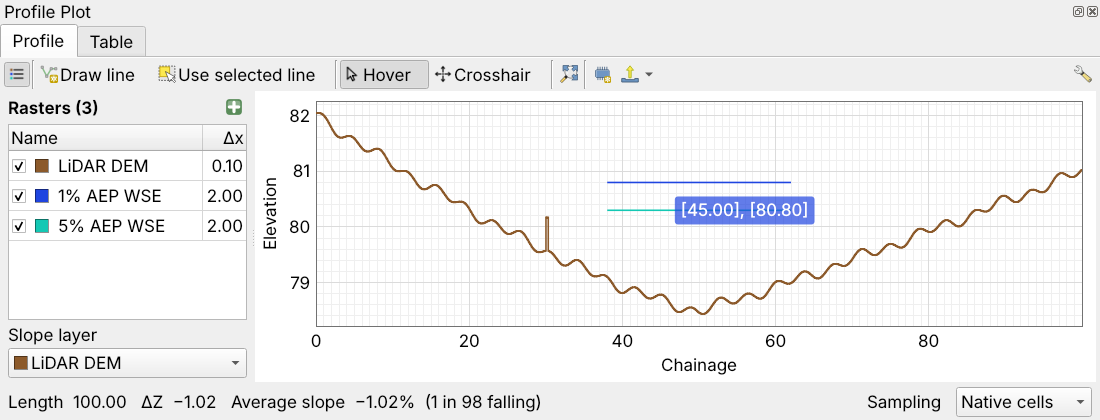 Profile Plot
Profile Table
Draw line Use selected line Hover Crosshair
Rasters (3)
Name Δx
LiDAR DEM 0.10
1% AEP WSE 2.00
5% AEP WSE 2.00
Slope layer
LiDAR DEM
82
81
80
79
Elevation
[45.00], [80.80]
0 20 40 60 80
Chainage
Length 100.00 ΔZ −1.02 Average slope −1.02% (1 in 98 falling) Sampling Native cells